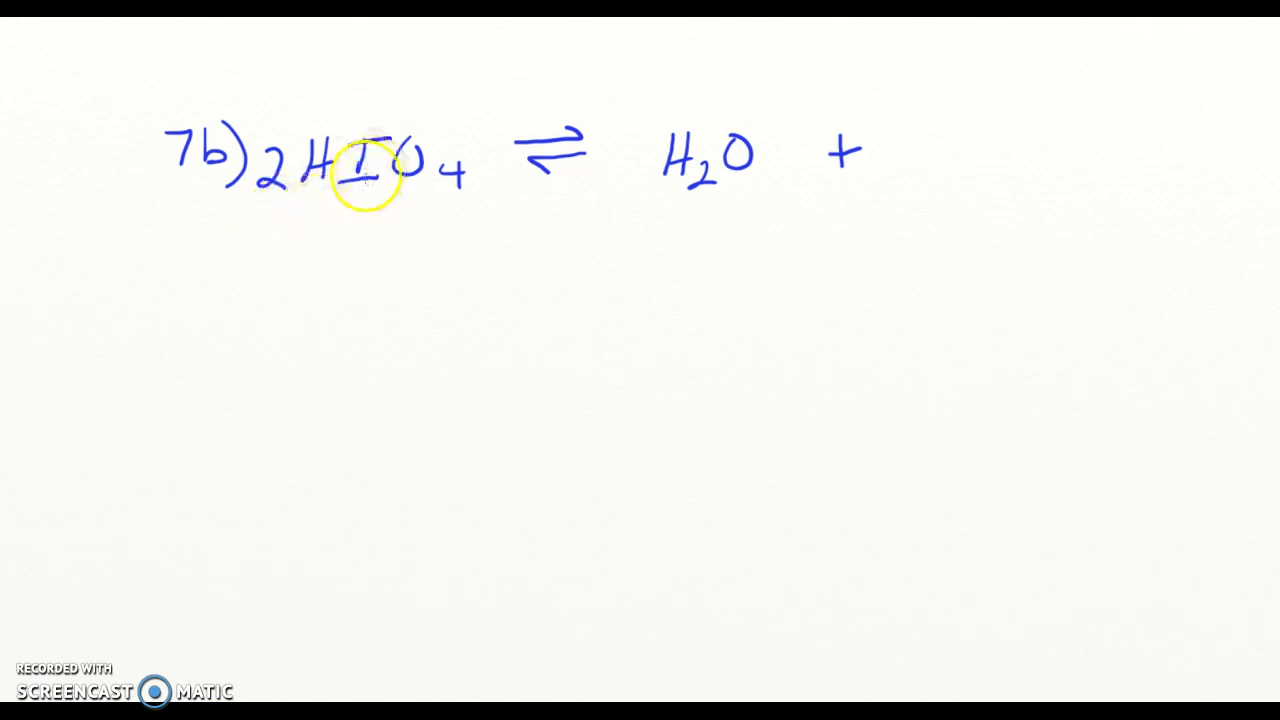 7b) 2HIO₄ ⇌ H₂O +
RECORDED WITH
SCREENCAST MATIC